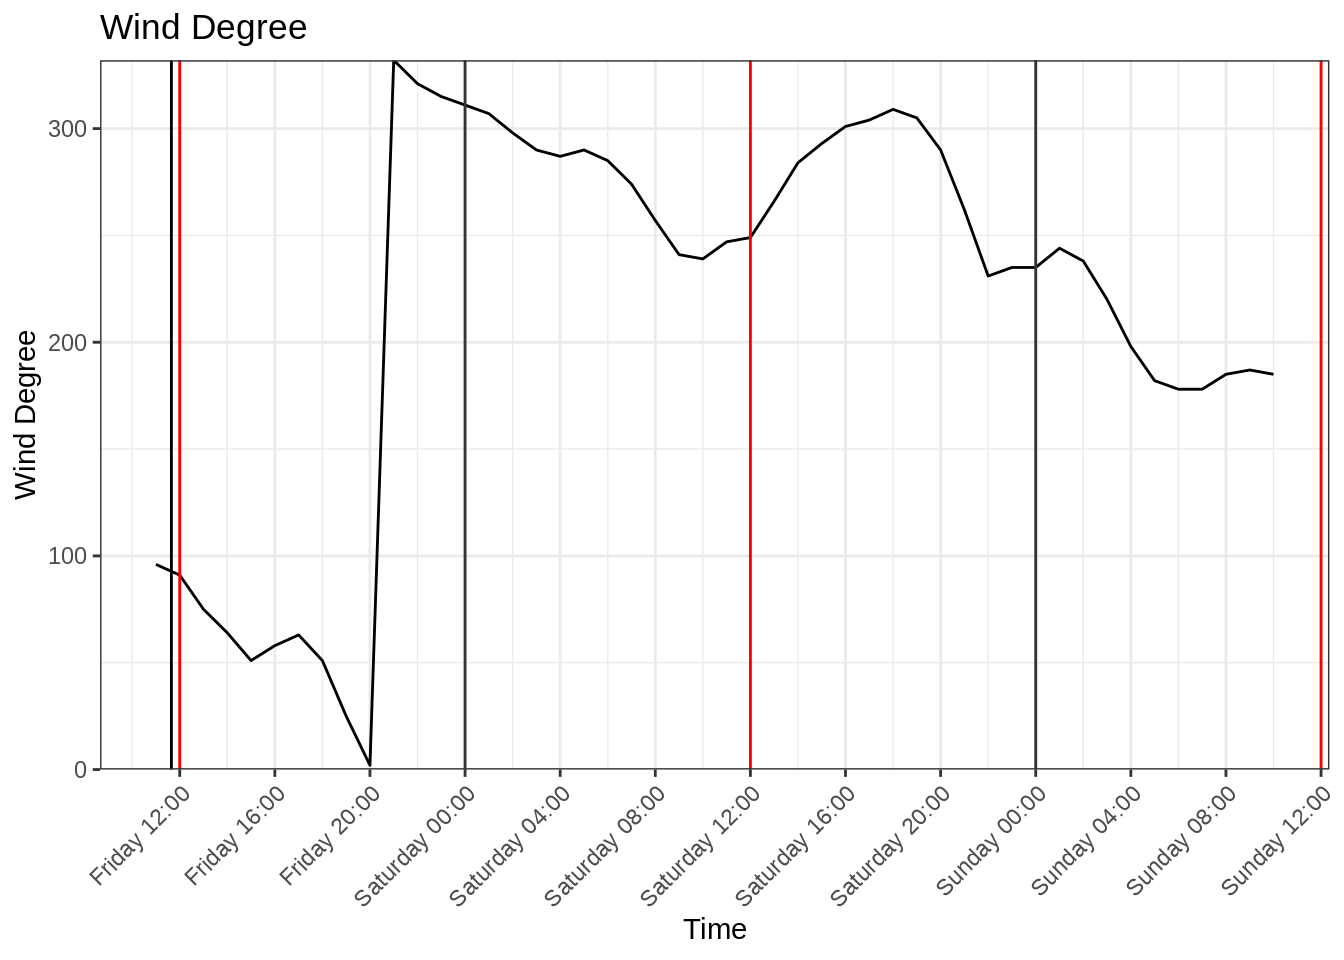 Wind Degree
Wind Degree
300
200
100
0
Friday 12:00
Friday 16:00
Friday 20:00
Saturday 00:00
Saturday 04:00
Saturday 08:00
Saturday 12:00
Saturday 16:00
Saturday 20:00
Sunday 00:00
Sunday 04:00
Sunday 08:00
Sunday 12:00
Time